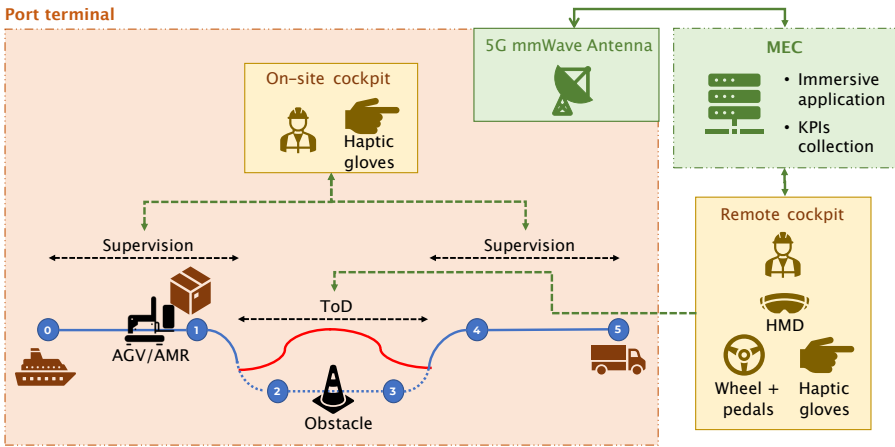 Port terminal
5G mmWave Antenna
MEC
• Immersive
application
• KPIs
collection
On-site cockpit
Haptic
gloves
Remote cockpit
HMD
Wheel +
pedals
Haptic
gloves
Supervision
Supervision
ToD
0
1
4
5
AGV/AMR
2
3
Obstacle